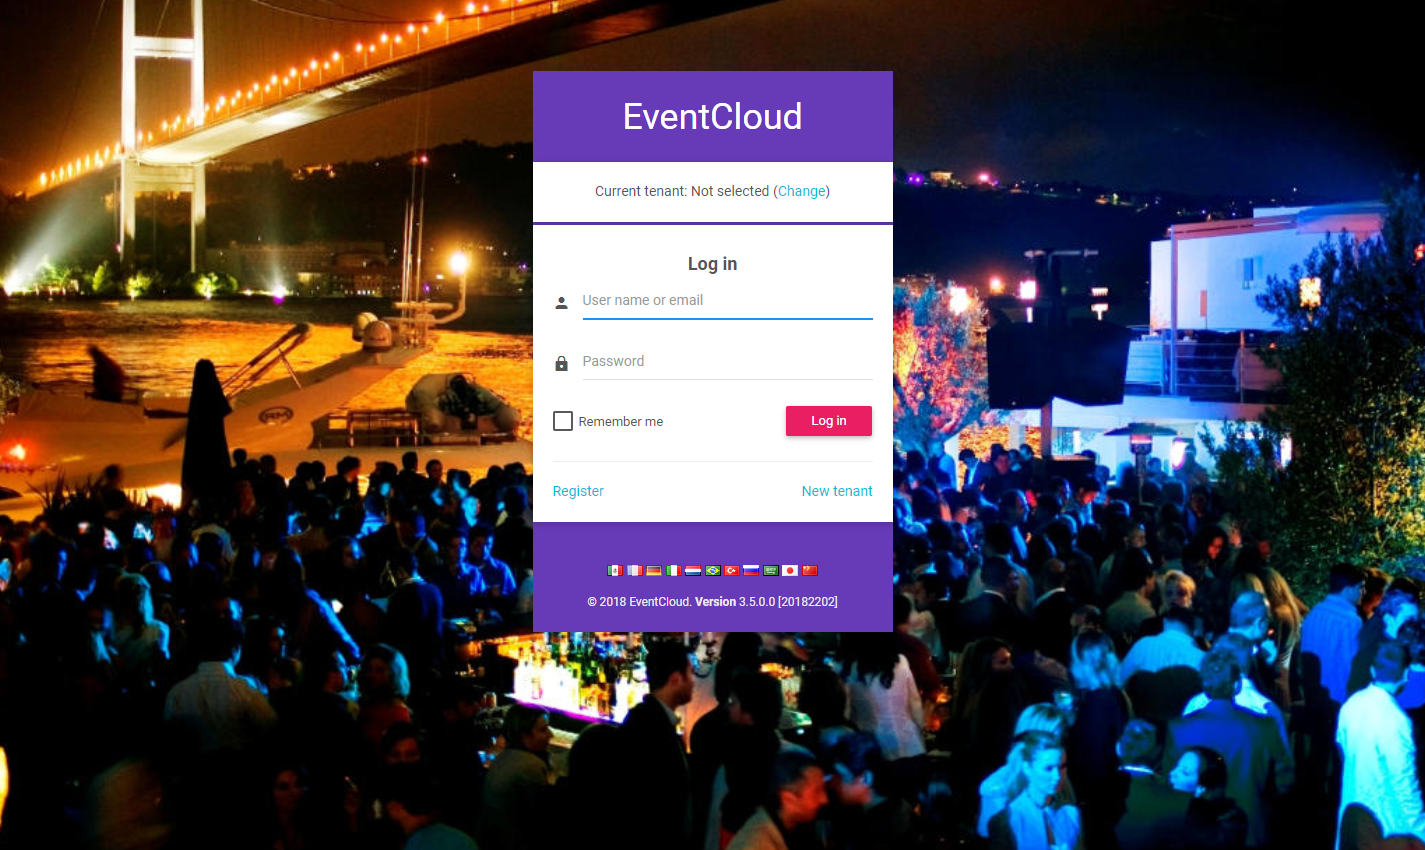 EventCloud
Current tenant: Not selected (Change)
Log in
User name or email
Password
Remember me
Log in
Register
New tenant
© 2018 EventCloud. Version 3.5.0.0 [20182202]